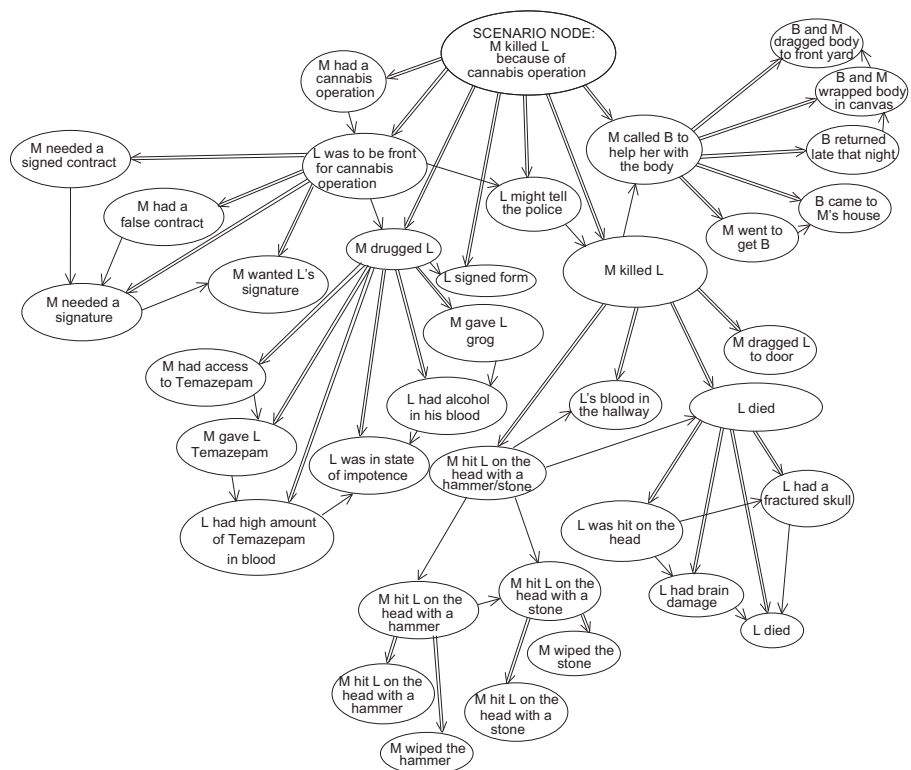 SCENARIO NODE:
M killed L
because of
cannabis operation
B and M
dragged body
to front yard
M had a
cannabis
operation
B and M
wrapped body
in canvas
M needed a
signed contract
L was to be front
for cannabis
operation
M called B to
help her with
the body
B returned
late that night
M had a
false contract
L might tell
the police
B came to
M's house
M went to
get B
M drugged L
M wanted L's
signature
L signed form
M killed L
M needed a
signature
M gave L
grog
M dragged L
to door
M had access
to Temazepam
L had alcohol
in his blood
L's blood in
the hallway
L died
M gave L
Temazepam
L was in state
of impotence
M hit L on the
head with a
hammer/stone
L had a
fractured skull
L had high amount
of Temazepam
in blood
L was hit on the
head
M hit L on the
head with a
hammer
M hit L on the
head with a
stone
L had brain
damage
L died
M wiped the
stone
M hit L on the
head with a
hammer
M hit L on the
head with a
stone
M wiped the
hammer